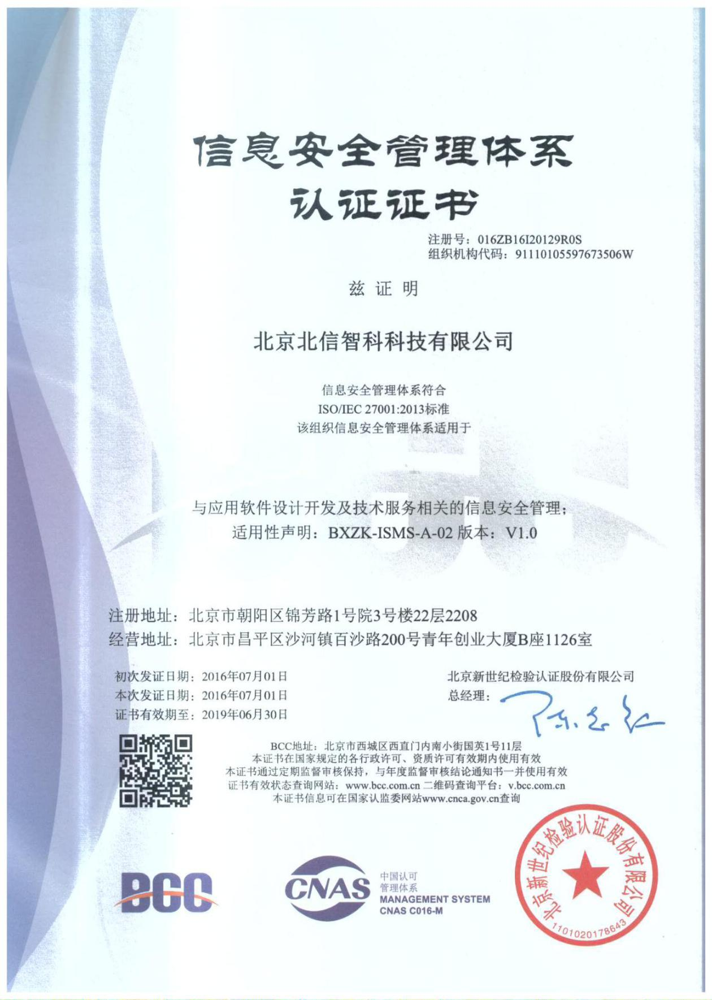 信息安全管理体系
认证证书
注册号：016ZB16I20129R0S
组织机构代码：91110105597673506W
兹证明
北京北信智科科技有限公司
信息安全管理体系符合
ISO/IEC 27001:2013标准
该组织信息安全管理体系适用于
与应用软件设计开发及技术服务相关的信息安全管理；
适用性声明：BXZK-ISMS-A-02 版本：V1.0
注册地址：北京市朝阳区锦芳路1号院3号楼22层2208
经营地址：北京市昌平区沙河镇百沙路200号青年创业大厦B座1126室
初次发证日期：2016年07月01日
本次发证日期：2016年07月01日
证书有效期至：2019年06月30日
北京新世纪检验认证股份有限公司
总经理：
BCC地址：北京市西城区西直门内南小街国英1号11层
本证书在国家规定的各行政许可、资质许可有效期内使用有效
本证书通过定期监督审核保持，与年度监督审核结论通知书一并使用有效
证书有效状态查询网站：www.bcc.com.cn 二维码查询平台：v.bcc.com.cn
本证书信息可在国家认监委网站www.cnca.gov.cn查询
BCC
CNAS
中国认可
管理体系
MANAGEMENT SYSTEM
CNAS C016-M
北京新世纪检验认证股份有限公司
1101020178643